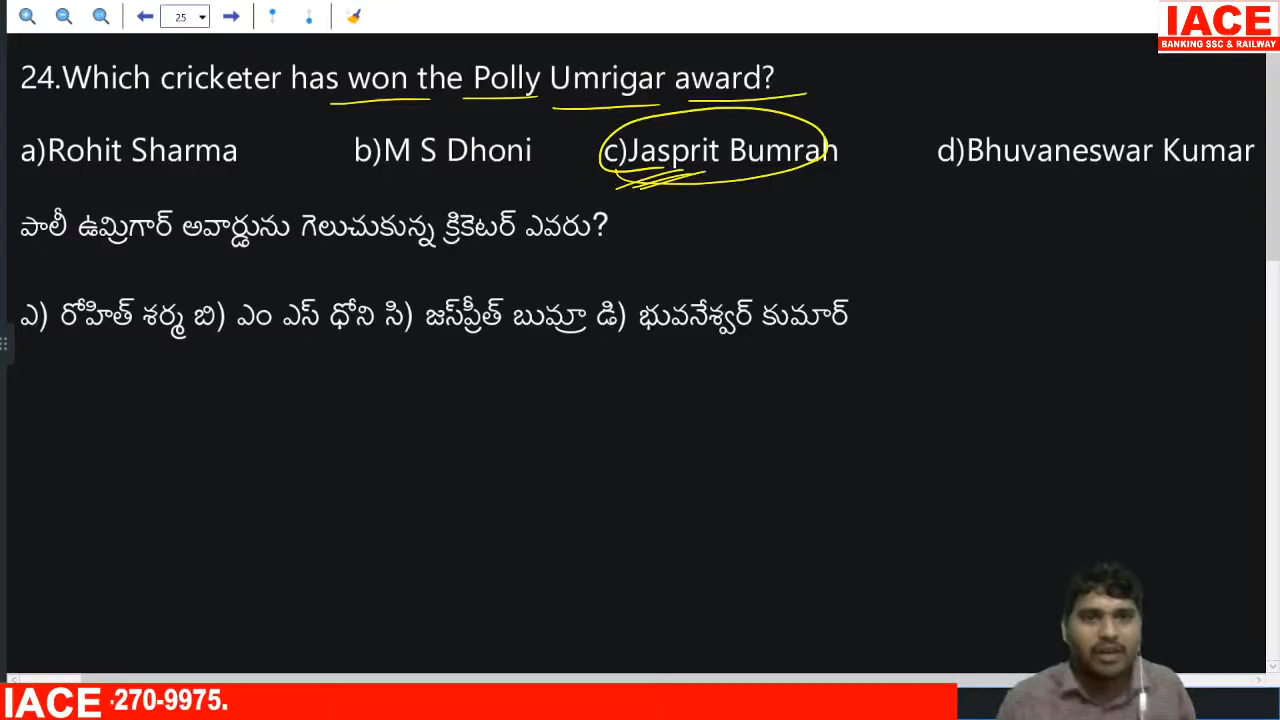 25
IACE
BANKING SSC & RAILWAY
24.Which cricketer has won the Polly Umrigar award?
a)Rohit Sharma b)M S Dhoni c)Jasprit Bumrah d)Bhuvaneswar Kumar
పాలీ ఉమ్రిగార్ అవార్డును గెలుచుకున్న క్రికెటర్ ఎవరు?
ఎ) రోహిత్ శర్మ బి) ఎం ఎస్ ధోని సి) జస్‌ప్రీత్ బుమ్రా డి) భువనేశ్వర్ కుమార్
IACE -270-9975.